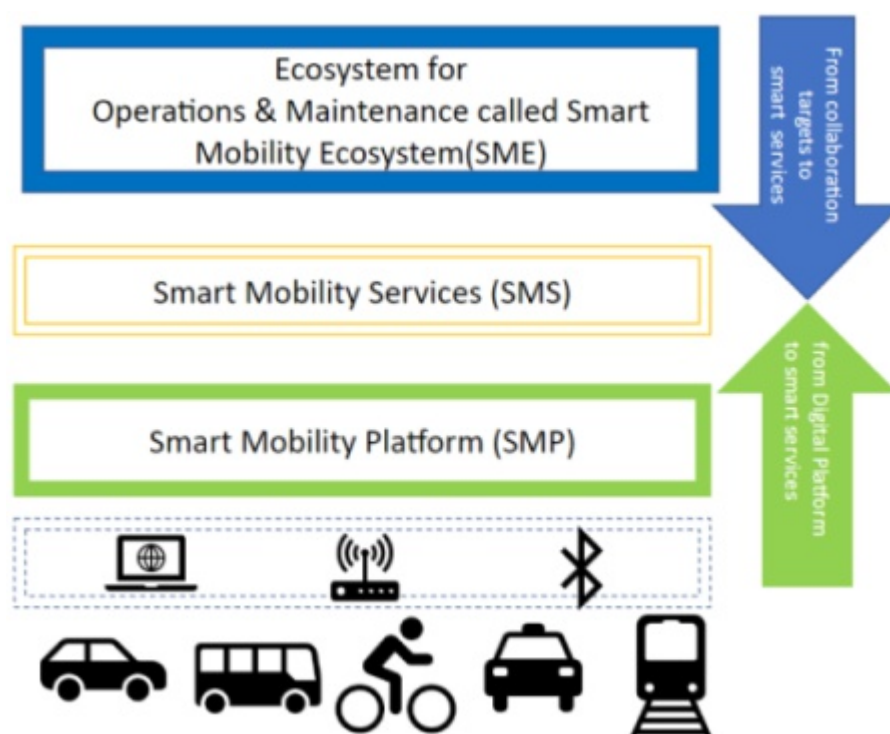 Ecosystem for
Operations & Maintenance called Smart
Mobility Ecosystem(SME)
From collaboration
targets to
smart services
Smart Mobility Services (SMS)
from Digital Platform
to smart services
Smart Mobility Platform (SMP)